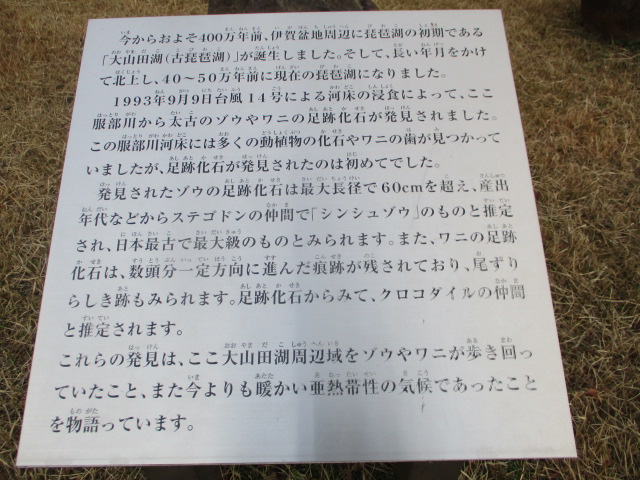 今からおよそ400万年前、伊賀盆地周辺に琵琶湖の初期である
「大山田湖(古琵琶湖)」が誕生しました。そして、長い年月をかけ
て北上し、40～50万年前に現在の琵琶湖になりました。
1993年9月9日台風14号による河床の浸食によって、ここ
服部川から太古のゾウやワニの足跡化石が発見されました。
この服部川河床には多くの動植物の化石やワニの歯が見つかって
いましたが、足跡化石が発見されたのは初めてでした。
発見されたゾウの足跡化石は最大長径で60cmを超え、産出
年代などからステゴドンの仲間で「シンシュウゾウ」のものと推定
され、日本最古で最大級のものとみられます。また、ワニの足跡
化石は、数頭分一定方向に進んだ痕跡が残されており、尾ずり
らしき跡もみられます。足跡化石からみて、クロコダイルの仲間
と推定されます。
これらの発見は、ここ大山田湖周辺域をゾウやワニが歩き回っ
ていたこと、また今よりも暖かい亜熱帯性の気候であったこと
を物語っています。